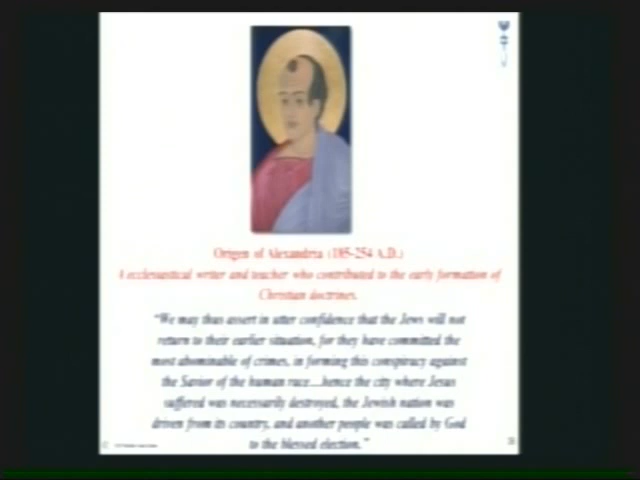 Origen of Alexandria (185-254 A.D.)
A ecclesiastical writer and teacher who contributed to the early formation of
Christian doctrines.
"We may thus assert in utter confidence that the Jews will not
return to their earlier situation, for they have committed the
most abominable of crimes, in forming this conspiracy against
the Savior of the human race....hence the city where Jesus
suffered was necessarily destroyed, the Jewish nation was
driven from its country, and another people was called by God
to the blessed election."